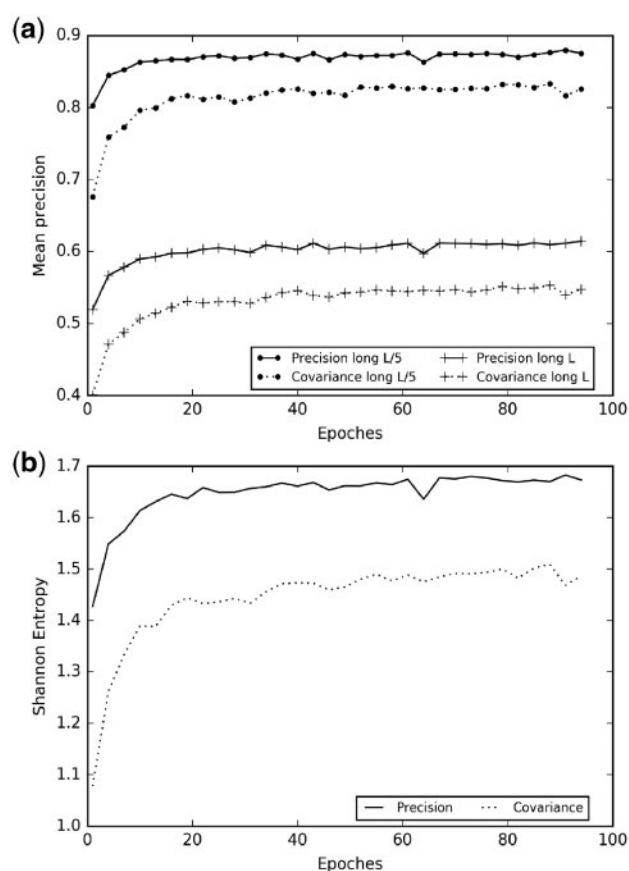 (a)
0.9
0.8
0.7
0.6
0.5
0.4
Mean precision
Precision long L/5
Precision long L
Covariance long L/5
Covariance long L
0
20
40
60
80
100
Epoches
(b)
1.7
1.6
1.5
1.4
1.3
1.2
1.1
1.0
Shannon Entropy
Precision
Covariance
0
20
40
60
80
100
Epoches